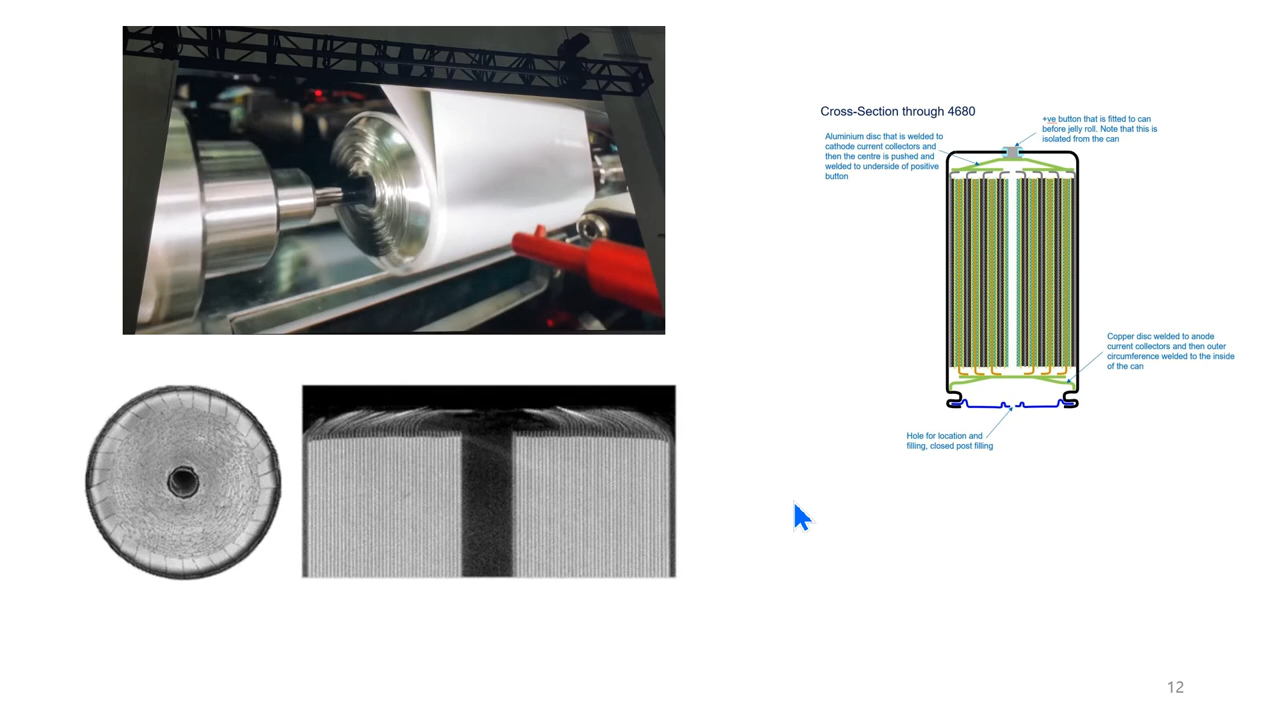 Cross-Section through 4680
+ve button that is fitted to can
before jelly roll. Note that this is
isolated from the can
Aluminium disc that is welded to
cathode current collectors and
then the centre is pushed and
welded to underside of positive
button
Copper disc welded to anode
current collectors and then outer
circumference welded to the inside
of the can
Hole for location and
filling, closed post filling
12